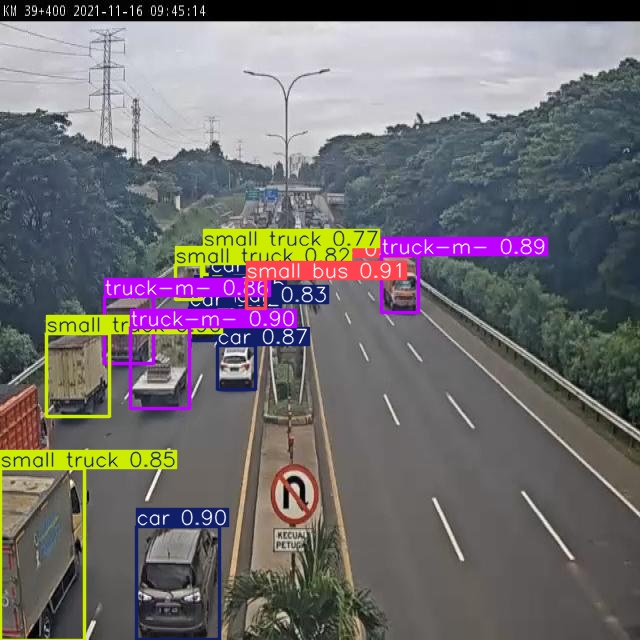 KM 39+400 2021-11-16 09:45:14
small truck 0.77
small truck 0.82
truck-m- 0.89
car
small bus 0.91
truck-m- 0.86
car
0.83
small
truck-m- 0.90
car 0.87
small truck 0.85
car 0.90
KECUALI
PETUGAS